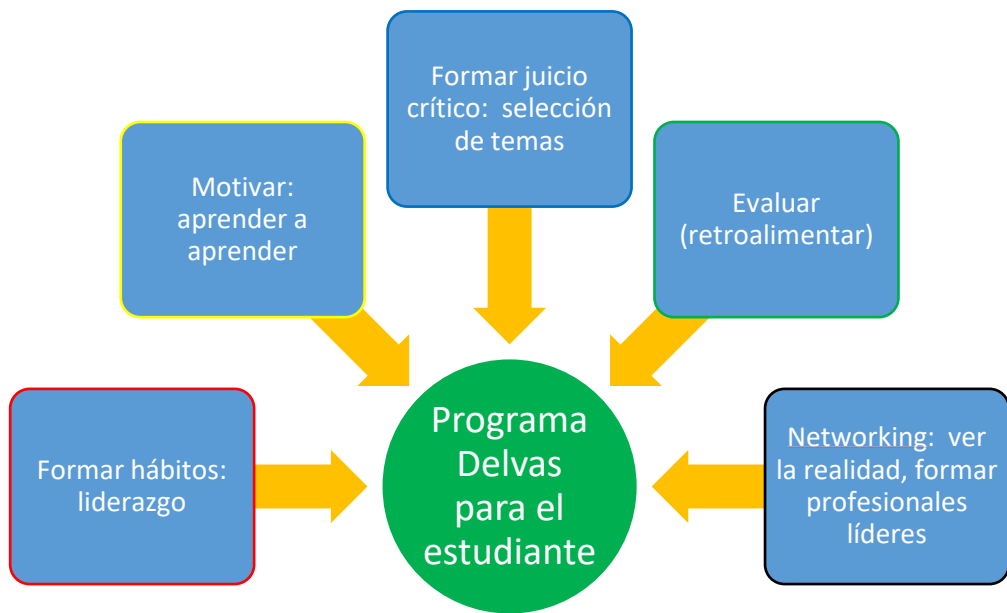 Formar juicio
crítico: selección
de temas
Motivar:
aprender a
aprender
Evaluar
(retroalimentar)
Formar hábitos:
liderazgo
Programa
Delvas
para el
estudiante
Networking: ver
la realidad, formar
profesionales
líderes